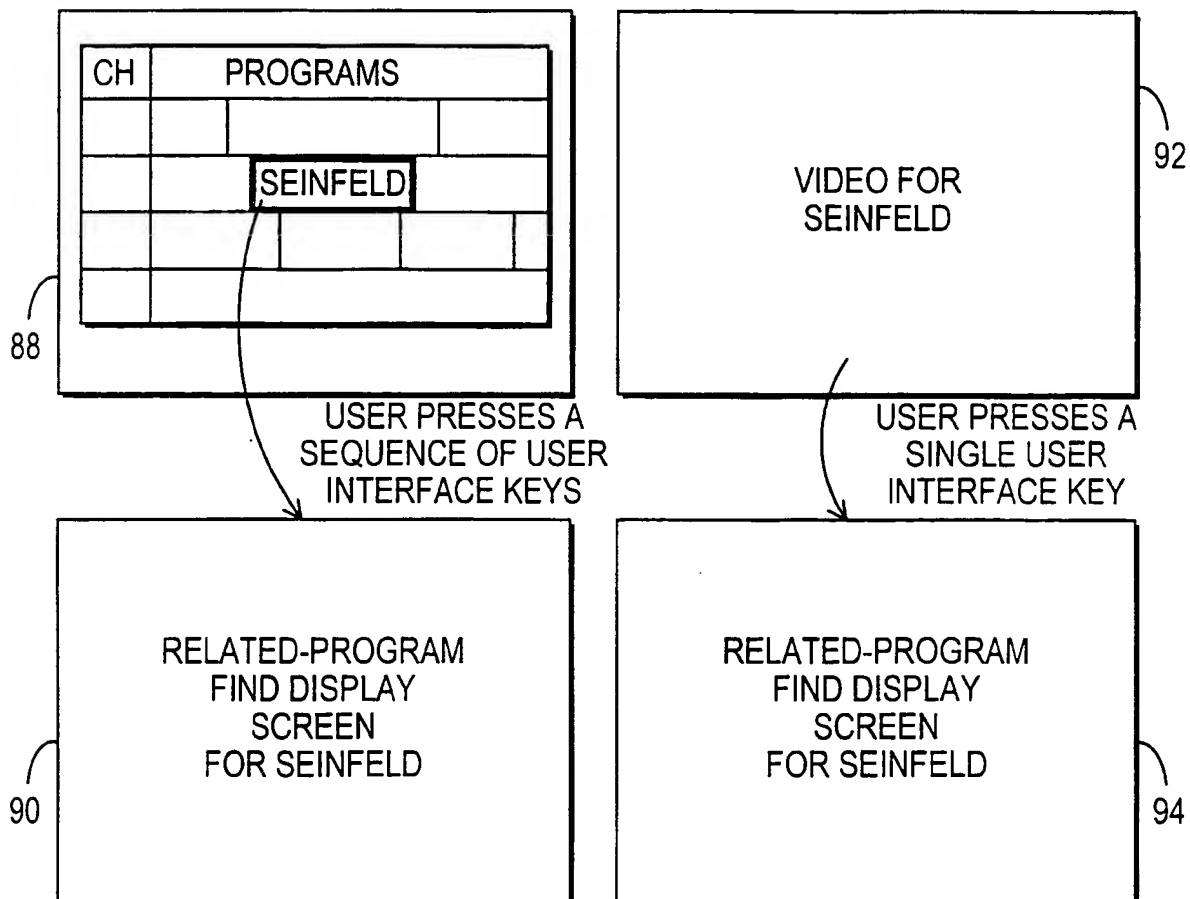 CH PROGRAMS
SEINFELD
88
USER PRESSES A
SEQUENCE OF USER
INTERFACE KEYS
RELATED-PROGRAM
FIND DISPLAY
SCREEN
FOR SEINFELD
90
VIDEO FOR
SEINFELD
92
USER PRESSES A
SINGLE USER
INTERFACE KEY
RELATED-PROGRAM
FIND DISPLAY
SCREEN
FOR SEINFELD
94